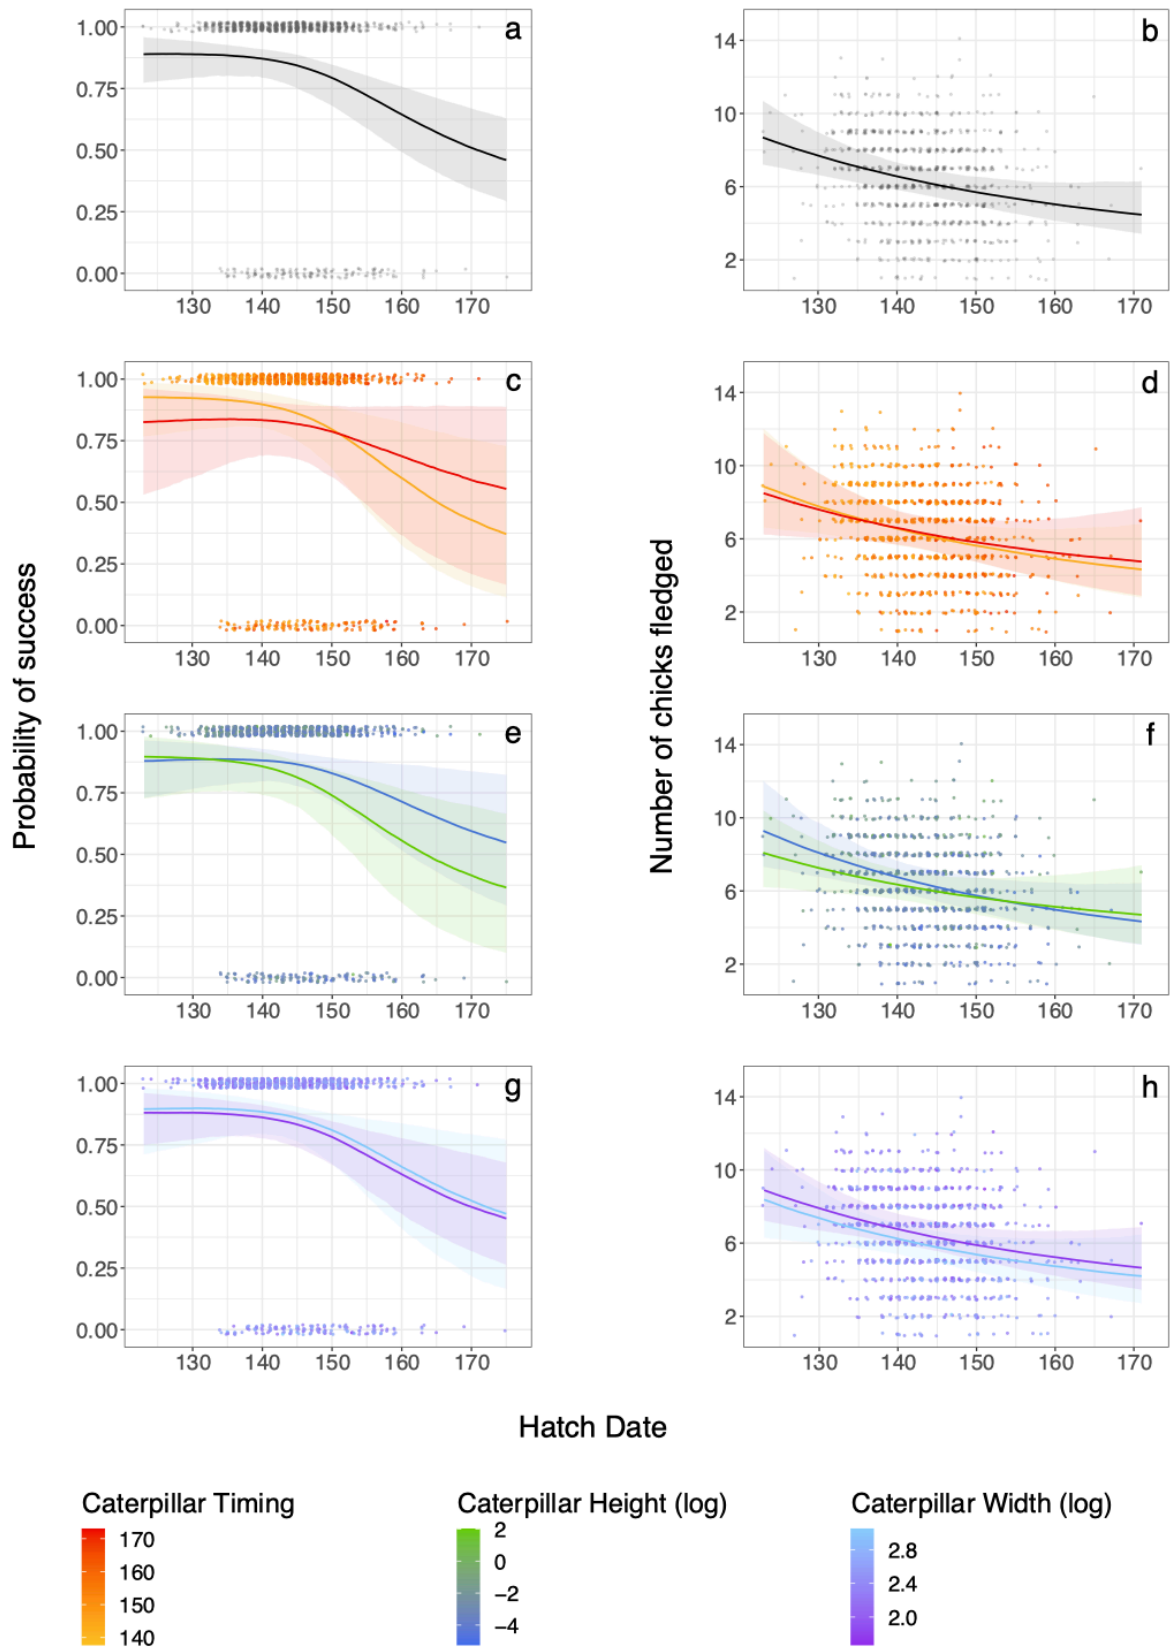 a
1.00
0.75
0.50
0.25
0.00
130 140 150 160 170
b
14
10
6
2
130 140 150 160 170
c
1.00
0.75
0.50
0.25
0.00
130 140 150 160 170
d
14
10
6
2
130 140 150 160 170
e
1.00
0.75
0.50
0.25
0.00
130 140 150 160 170
f
14
10
6
2
130 140 150 160 170
g
1.00
0.75
0.50
0.25
0.00
130 140 150 160 170
h
14
10
6
2
130 140 150 160 170
Probability of success
Number of chicks fledged
Hatch Date
Caterpillar Timing
170
160
150
140
Caterpillar Height (log)
2
0
−2
−4
Caterpillar Width (log)
2.8
2.4
2.0